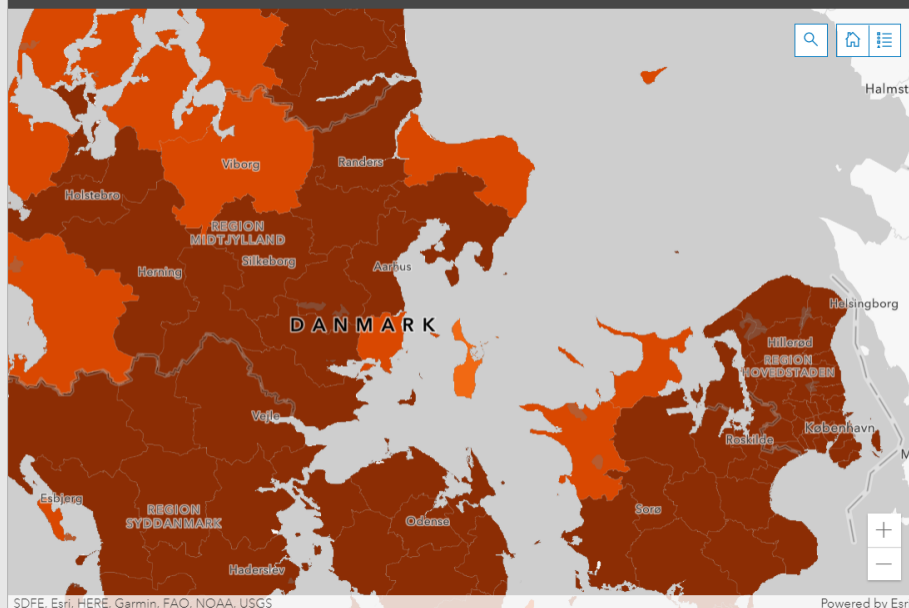 Halmst
Viborg
Randers
Holstebro
REGION
MIDTJYLLAND
Silkeborg
Herning
Aarhus
Helsingborg
DANMARK
Hillerød
REGION
HOVEDSTADEN
Vejle
København
Roskilde
M
Esbjerg
REGION
SYDDANMARK
Odense
Sorø
Haderslev
SDFE, Esri, HERE, Garmin, FAO, NOAA, USGS
Powered by Esr